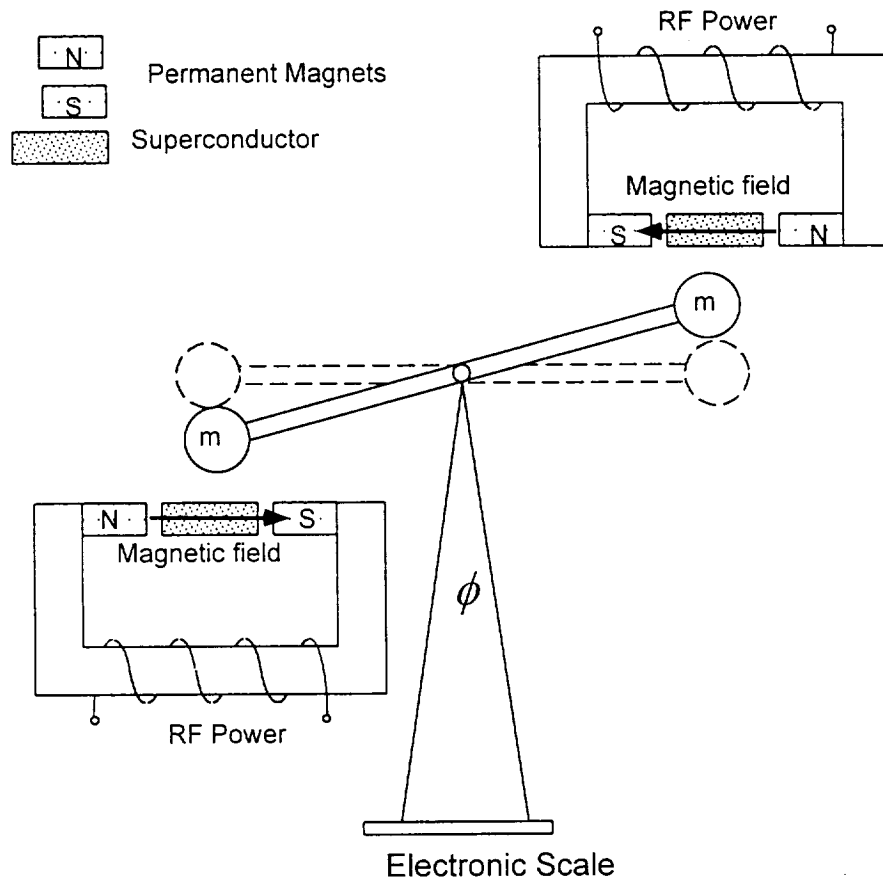 RF Power
N
Permanent Magnets
S
Superconductor
Magnetic field
S N
m
m
N S
Magnetic field
ϕ
RF Power
Electronic Scale